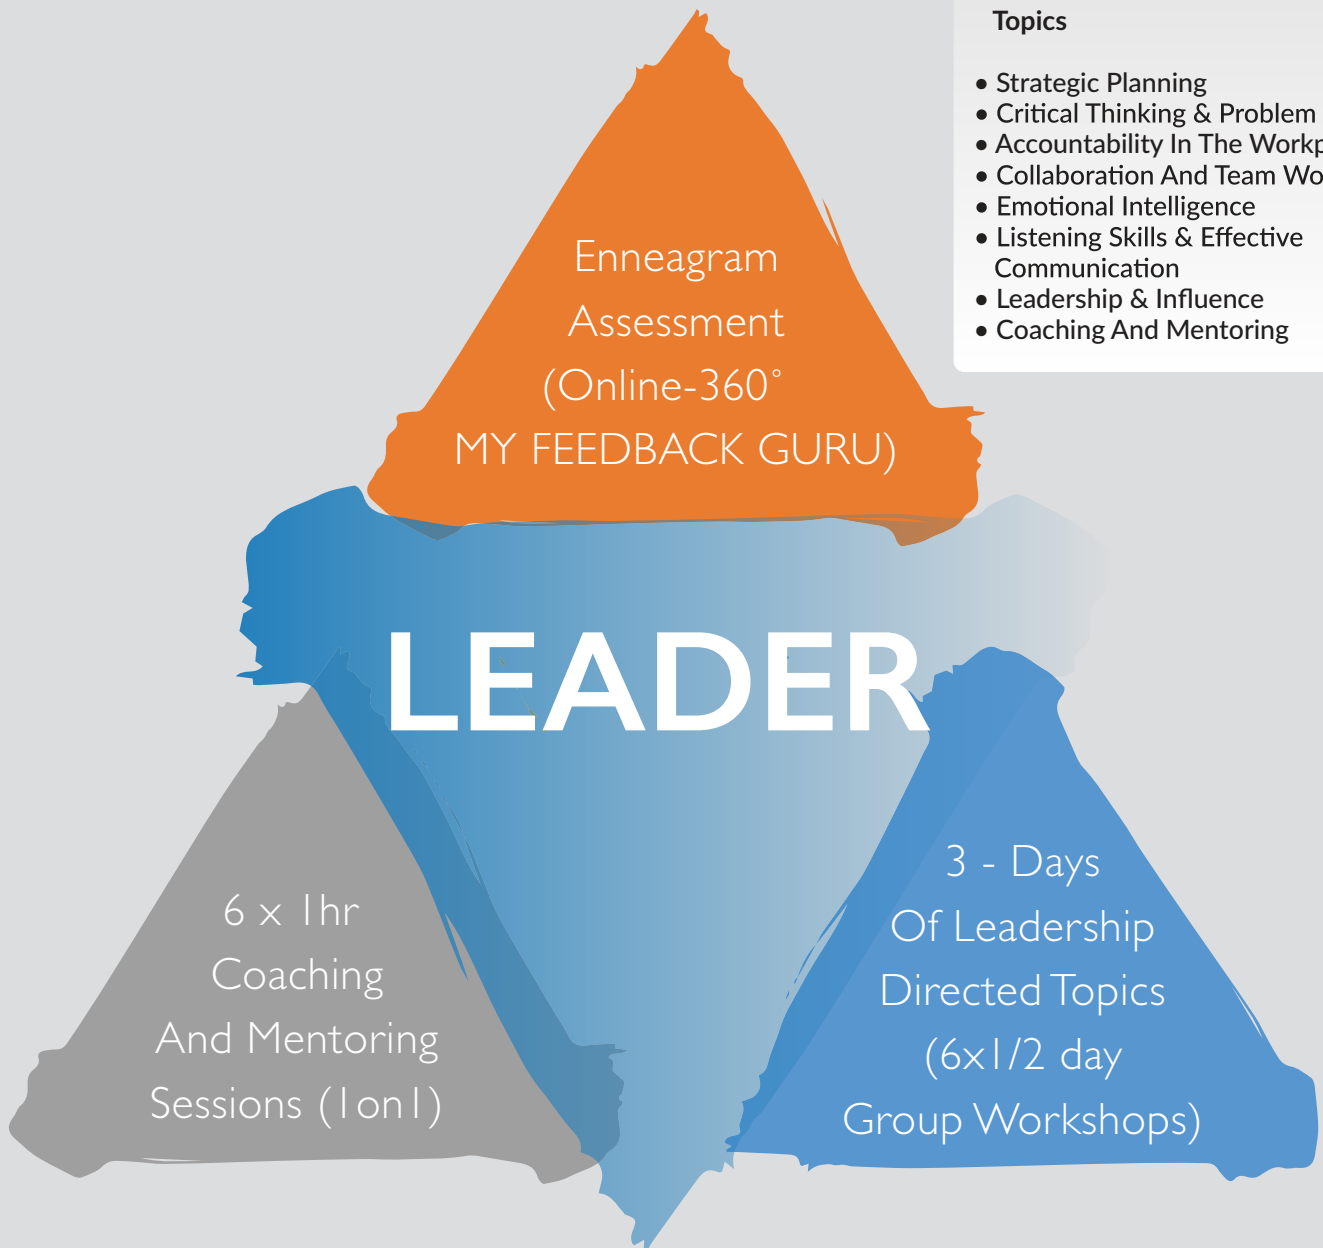 Topics
• Strategic Planning
• Critical Thinking & Problem
• Accountability In The
• Collaboration And Team
• Emotional Intelligence
• Listening Skills & Effective
Communication
• Leadership & Influence
• Coaching And Mentoring
Enneagram
Assessment
(Online-360°
MY FEEDBACK GURU)
LEADER
6 x 1hr
Coaching
And Mentoring
Sessions (1on1)
3 - Days
Of Leadership
Directed Topics
(6x1/2 day
Group Workshops)